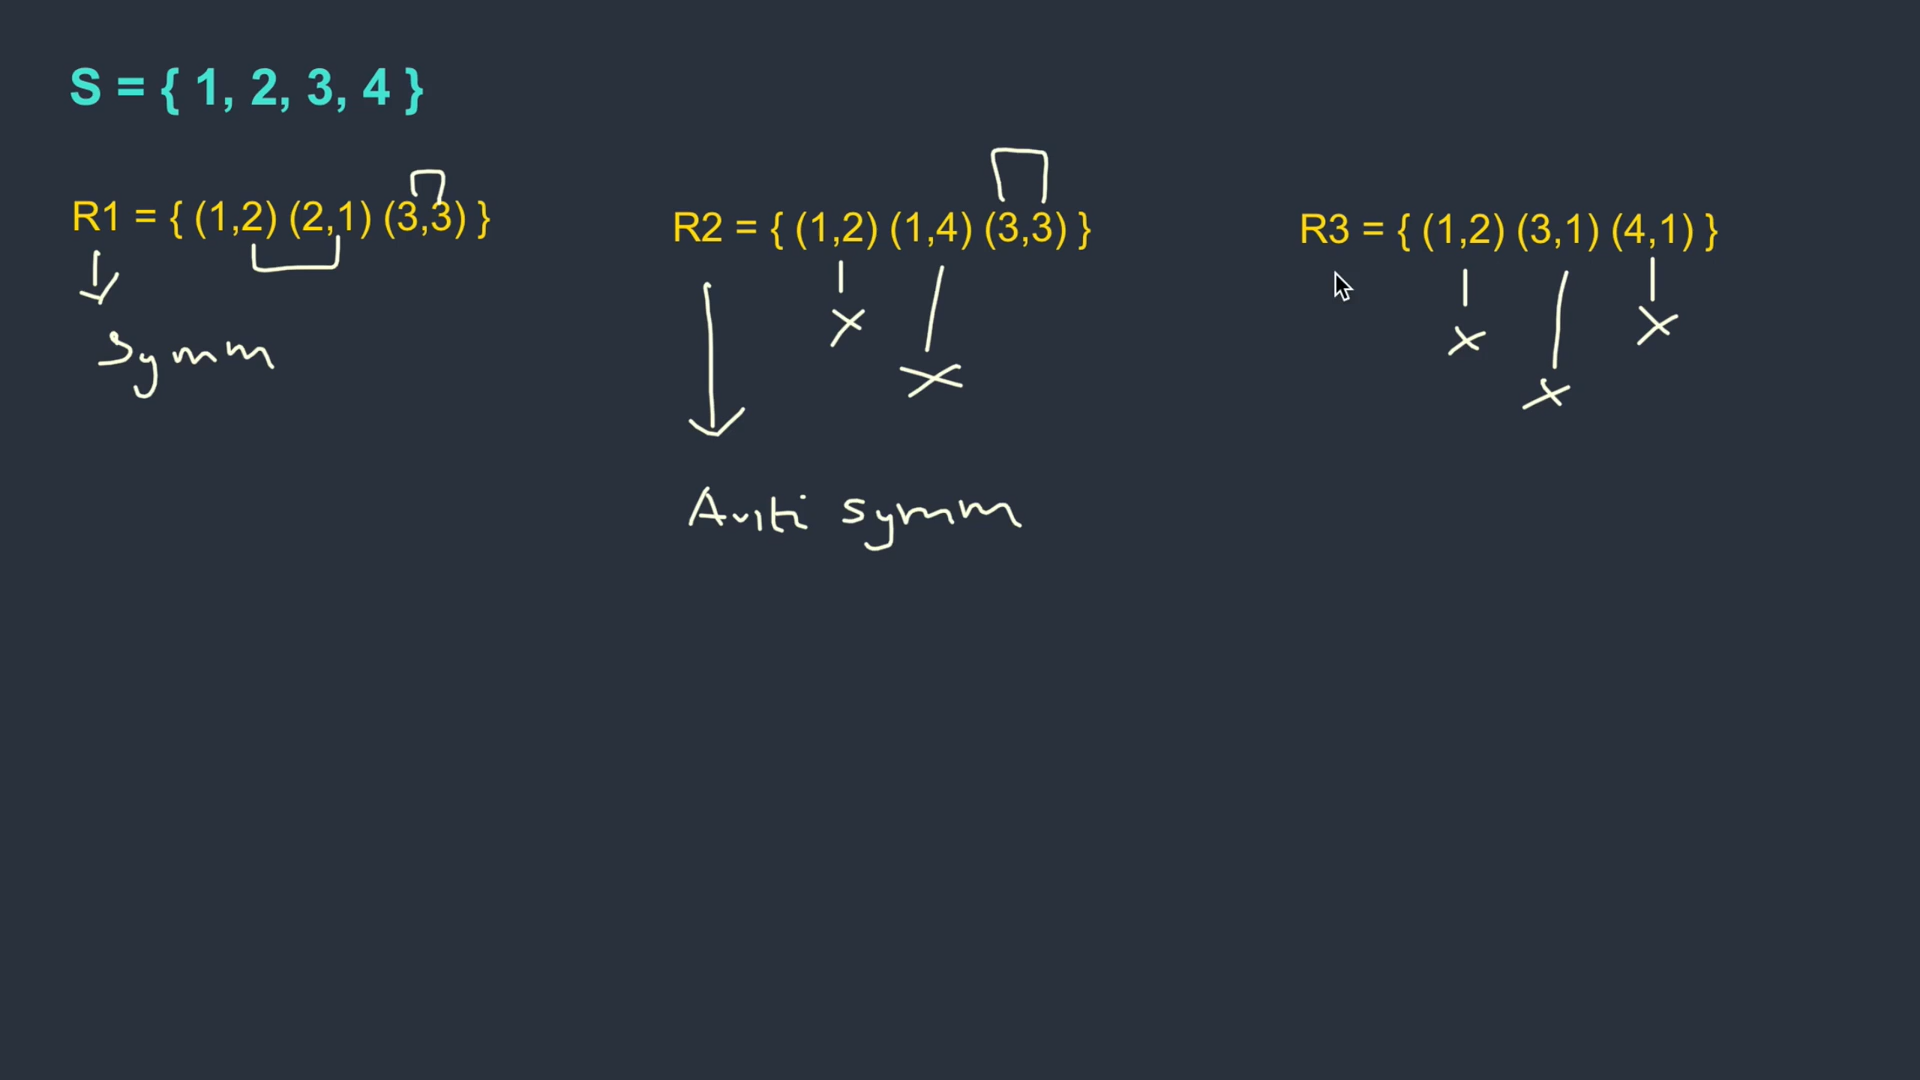 S = { 1, 2, 3, 4 }
R1 = { (1,2) (2,1) (3,3) }
Symm
R2 = { (1,2) (1,4) (3,3) }
x x
Anti symm
R3 = { (1,2) (3,1) (4,1) }
x x x